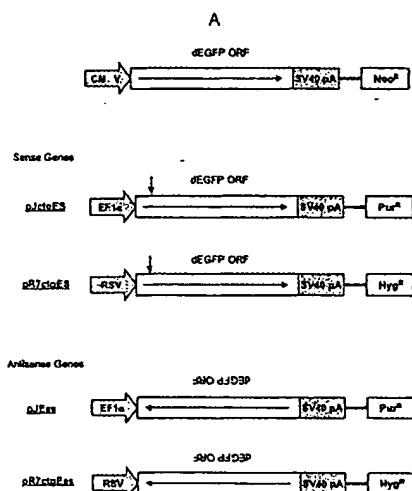 A
dEGFP ORF
CMV SV40 pA Neo^R
Sense Genes
dEGFP ORF
pJctoES EF1α SV40 pA Pur^R
dEGFP ORF
pR7ctoES RSV SV40 pA Hyg^R
Antisense Genes
dEGFP ORF
pJEas EF1α SV40 pA Pur^R
dEGFP ORF
RSV SV40 pA Hyg^R